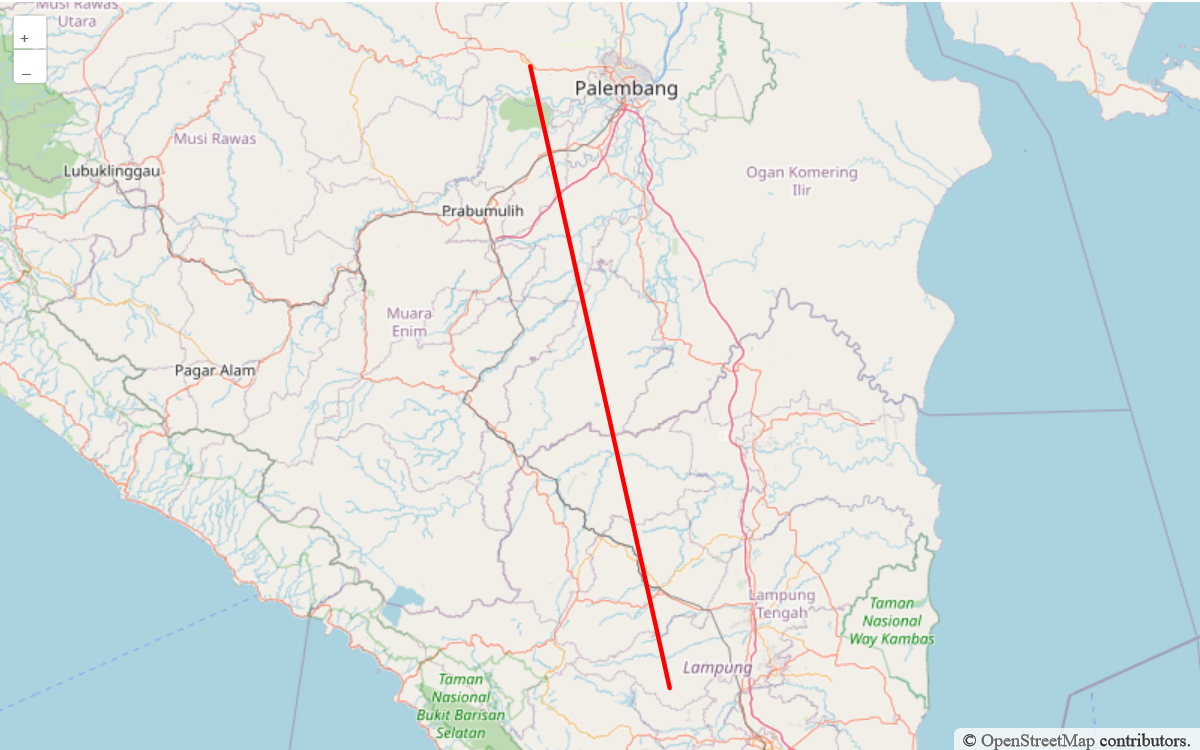 Musi Rawas
Utara
+
–
Palembang
Musi Rawas
Lubuklinggau
Ogan Komering
Ilir
Prabumulih
Muara
Enim
Pagar Alam
Lampung
Tengah
Taman
Nasional
Way Kambas
Lampung
Taman
Nasional
Bukit Barisan
Selatan
© OpenStreetMap contributors.